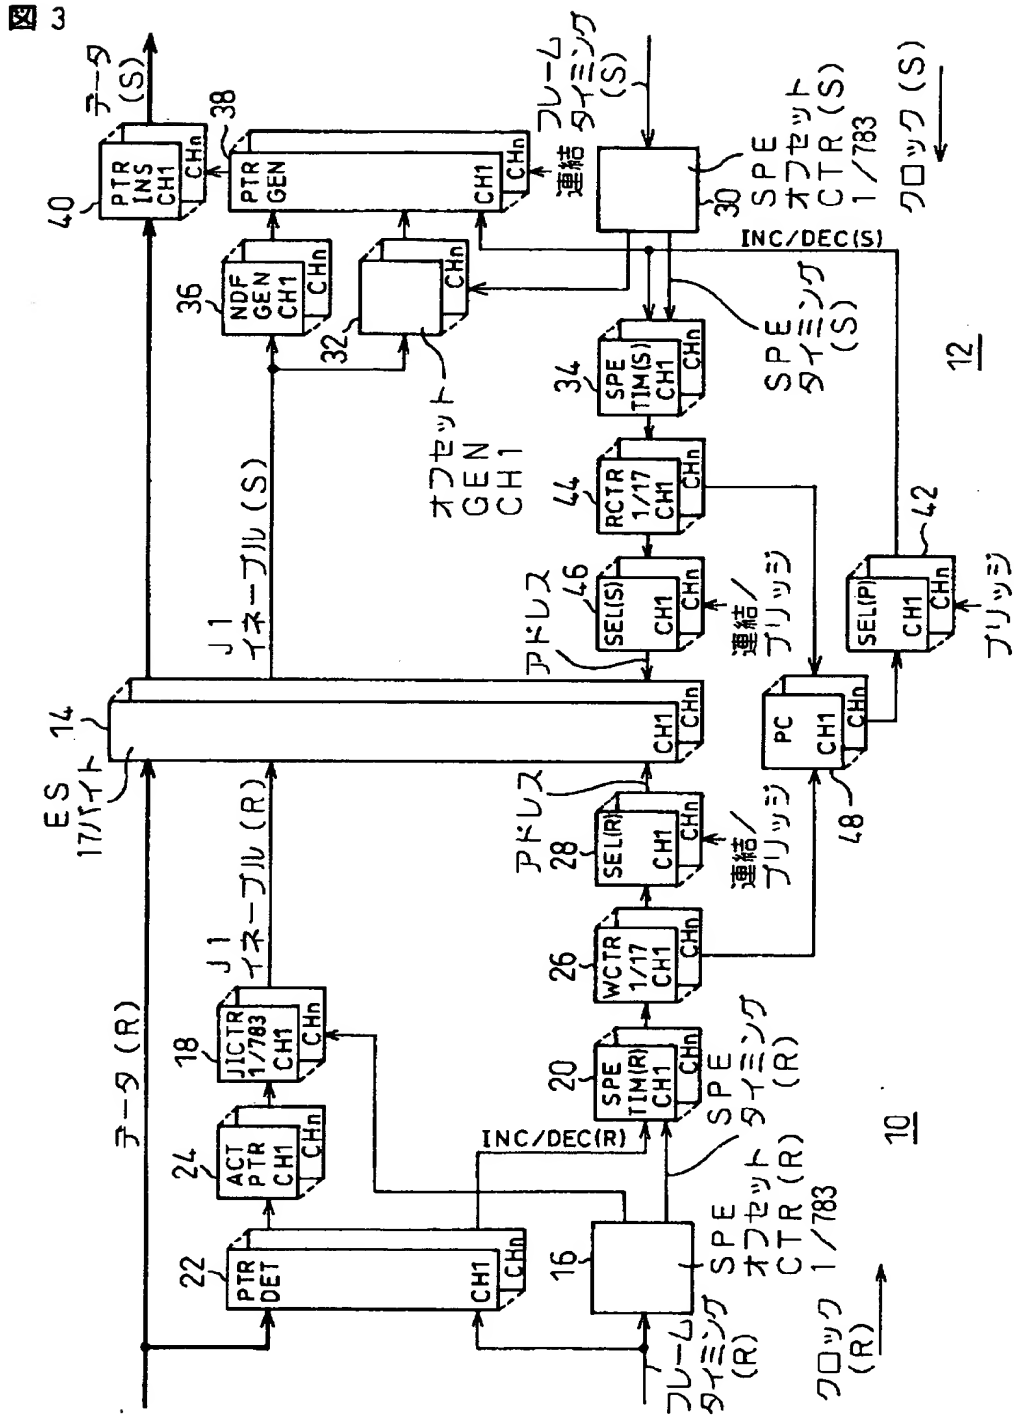 図 3
データ (R)
22
PTR
DET
CH1
CHn
24
ACT
PTR
CH1
CHn
18
JICTR
1/783
CH1
CHn
J1
イネーブル (R)
ES
17バイト
14
CH1
CHn
J1
イネーブル (S)
36
NDF
GEN
CH1
CHn
32
CHn
オフセット
GEN
CH1
38
PTR
GEN
CH1
CHn
連結
40
PTR
INS
CH1
CHn
データ
(S)
フレーム
タイミング
(R)
16
SPE
オフセット
CTR (R)
1/783
INC/DEC(R)
SPE
タイミング
(R)
20
SPE
TIM(R)
CH1
CHn
26
WCTR
1/17
CH1
CHn
28
SEL(R)
CH1
CHn
連結/
ブリッジ
アドレス
アドレス
46
SEL(S)
CH1
CHn
連結/
ブリッジ
44
RCTR
1/17
CH1
CHn
34
SPE
TIM(S)
CH1
CHn
SPE
タイミング
(S)
INC/DEC(S)
30
SPE
オフセット
CTR (S)
1/783
フレーム
タイミング
(S)
48
PC
CH1
CHn
42
SEL(P)
CH1
CHn
ブリッジ
クロック
(R)
10
12
クロック (S)